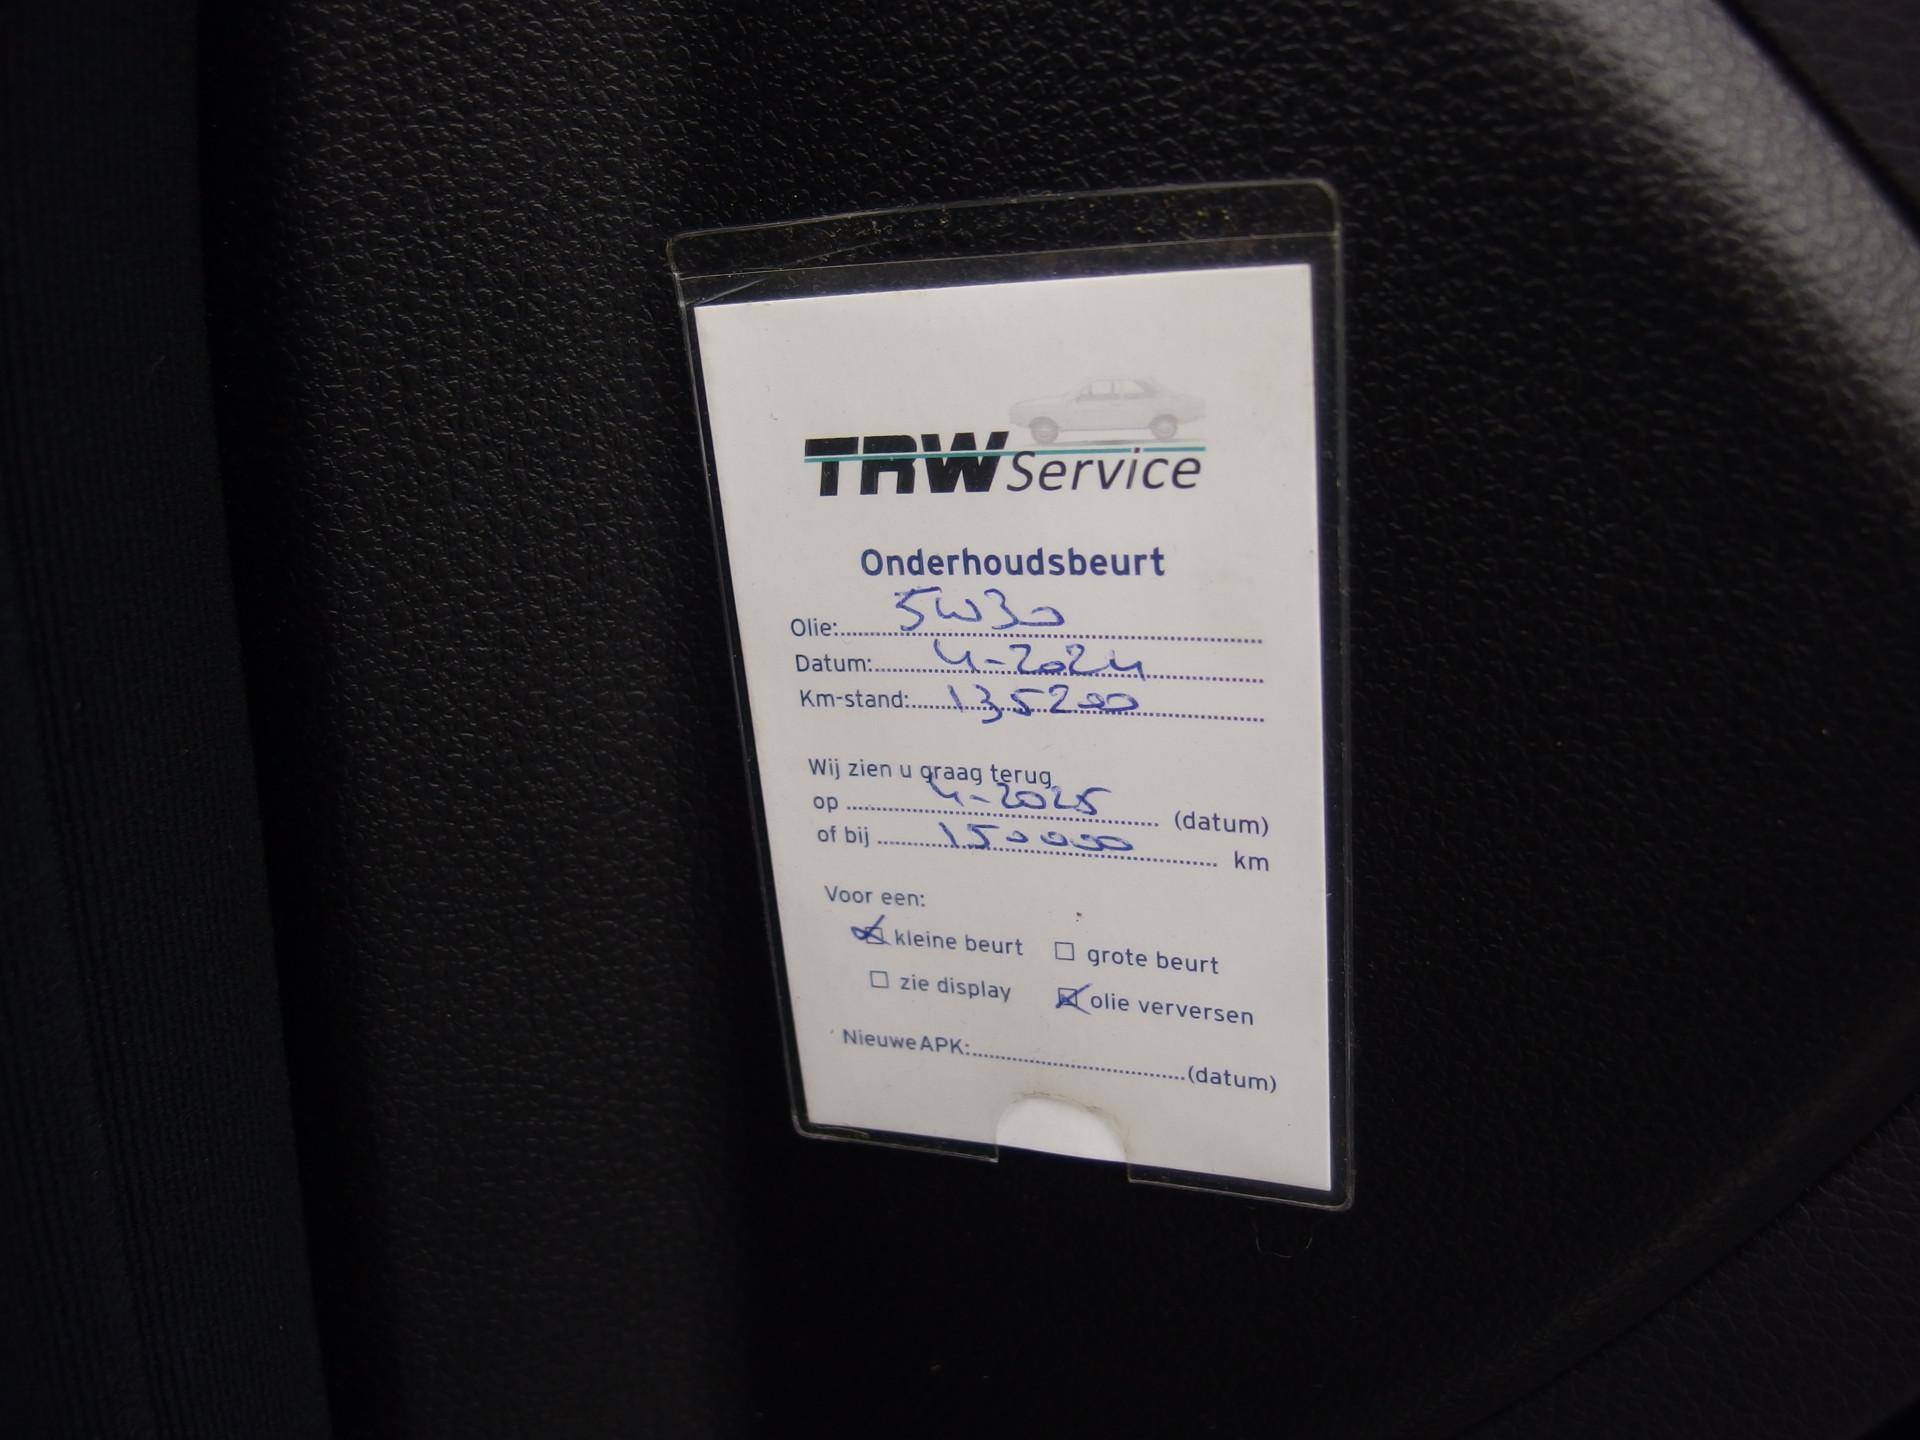 TRW Service
Onderhoudsbeurt
Olie: 5W30
Datum: 4-2024
Km-stand: 135200
Wij zien u graag terug
op 4-2025 (datum)
of bij 150000 km
Voor een:
kleine beurt grote beurt
zie display olie verversen
Nieuwe APK: (datum)